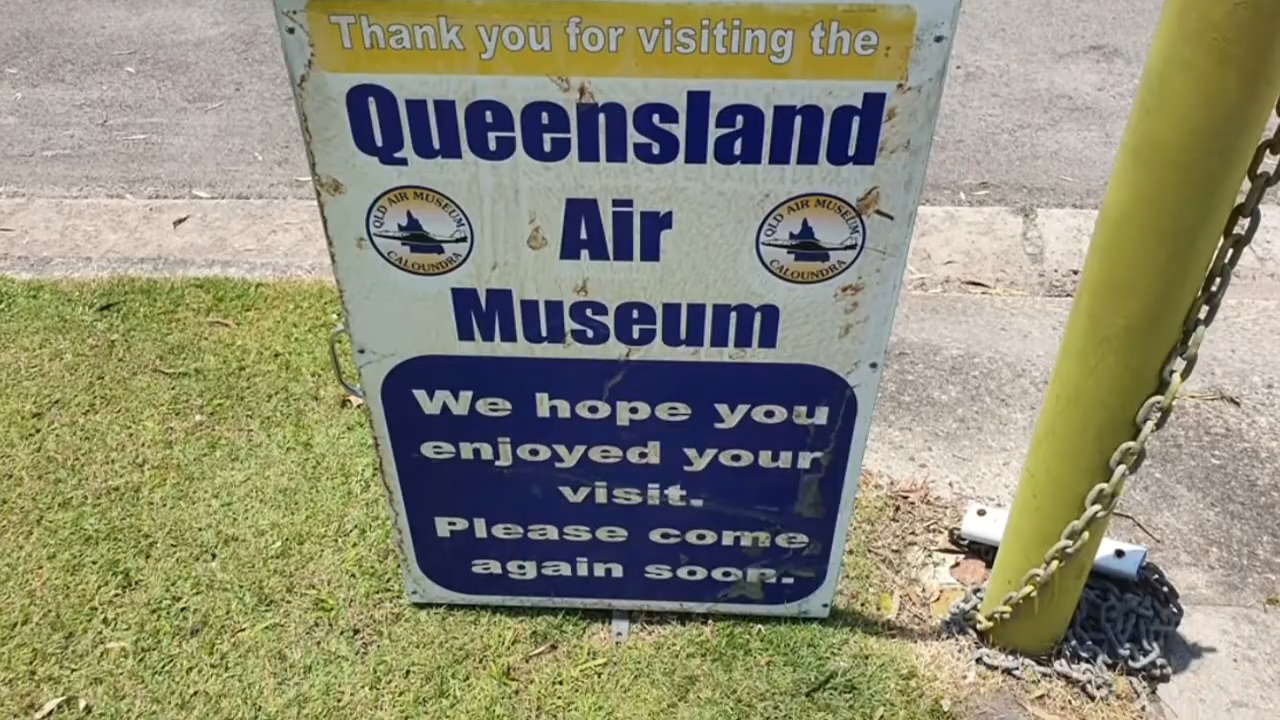 Thank you for visiting the
Queensland
Air
Museum
QLD AIR MUSEUM
CALOUNDRA
QLD AIR MUSEUM
CALOUNDRA
We hope you
enjoyed your
visit.
Please come
again soon.